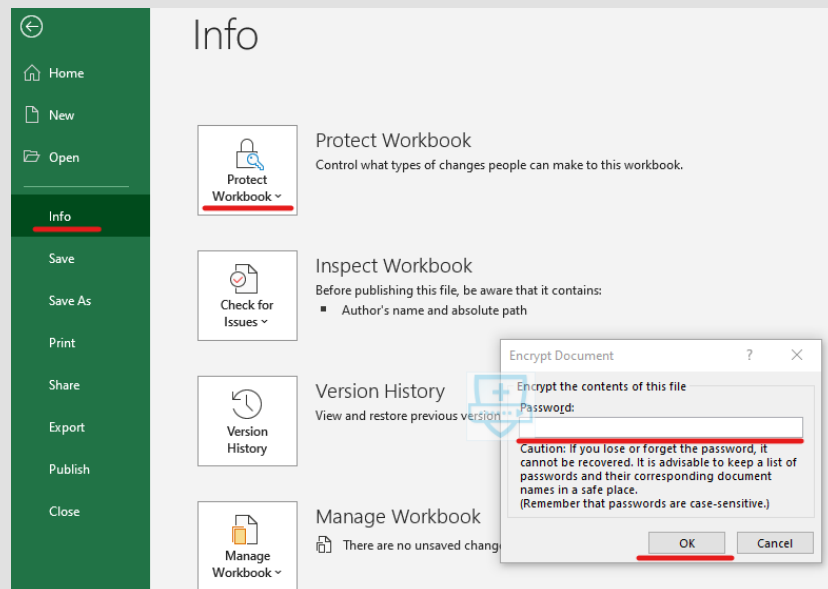 Info
Home
New
Open
Info
Save
Save As
Print
Share
Export
Publish
Close
Protect
Workbook
Protect Workbook
Control what types of changes people can make to this workbook.
Check for
Issues
Inspect Workbook
Before publishing this file, be aware that it contains:
Author's name and absolute path
Version
History
Version History
View and restore previous version
Manage
Workbook
Manage Workbook
There are no unsaved chang
Encrypt Document
?
Encrypt the contents of this file
Password:
Caution: If you lose or forget the password, it
cannot be recovered. It is advisable to keep a list of
passwords and their corresponding document
names in a safe place.
(Remember that passwords are case-sensitive.)
OK
Cancel